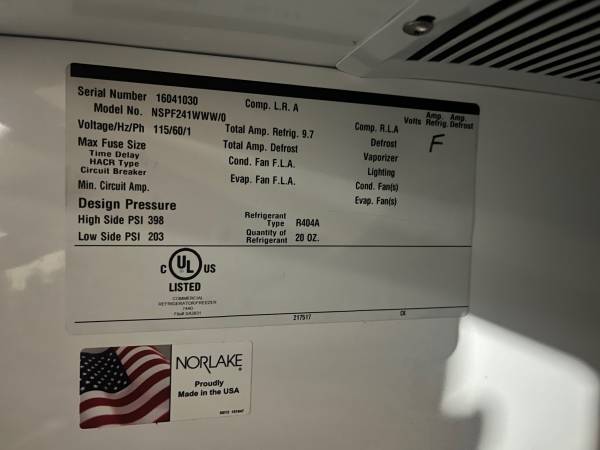 Serial Number 16041030 Comp. L.R. A
Model No. NSPF241WWW/0
Voltage/Hz/Ph 115/60/1 Total Amp. Refrig. 9.7 Comp. R.L.A Volts Amp. Refrig. Amp. Defrost
Max Fuse Size Total Amp. Defrost Defrost F
Time Delay
HACR Type Cond. Fan F.L.A. Vaporizer
Circuit Breaker Lighting
Min. Circuit Amp. Evap. Fan F.L.A. Cond. Fan(s)
Evap. Fan(s)
Design Pressure
High Side PSI 398 Refrigerant Type R404A
Low Side PSI 203 Quantity of Refrigerant 20 OZ.
C UL US
LISTED
COMMERCIAL
REFRIGERATOR/FREEZER
217517
NORLAKE
Proudly
Made in the USA